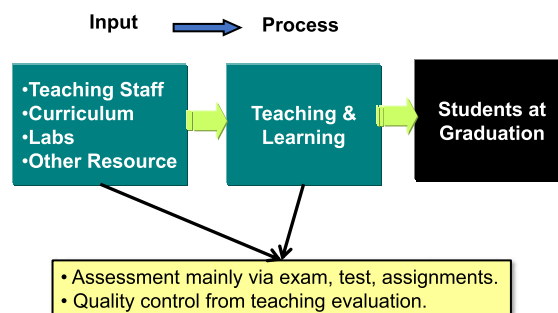 Input
Process
•Teaching Staff
•Curriculum
•Labs
•Other Resource
Teaching &
Learning
Students at
Graduation
• Assessment mainly via exam, test, assignments.
• Quality control from teaching evaluation.